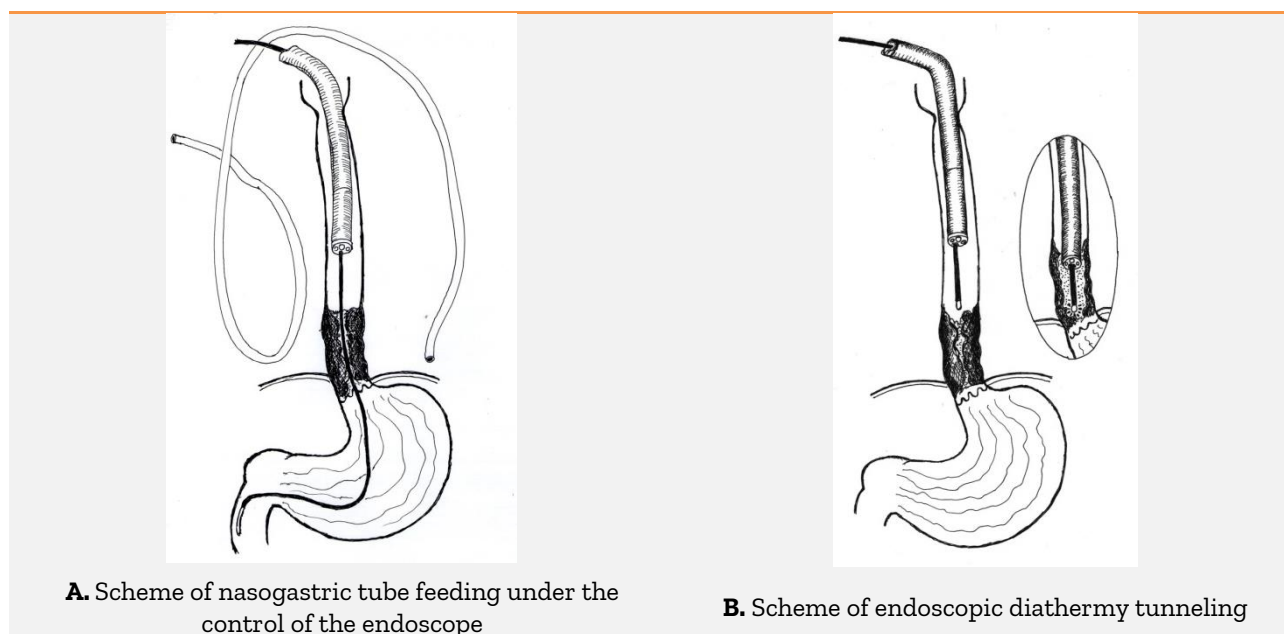 A. Scheme of nasogastric tube feeding under the
control of the endoscope
B. Scheme of endoscopic diathermy tunneling